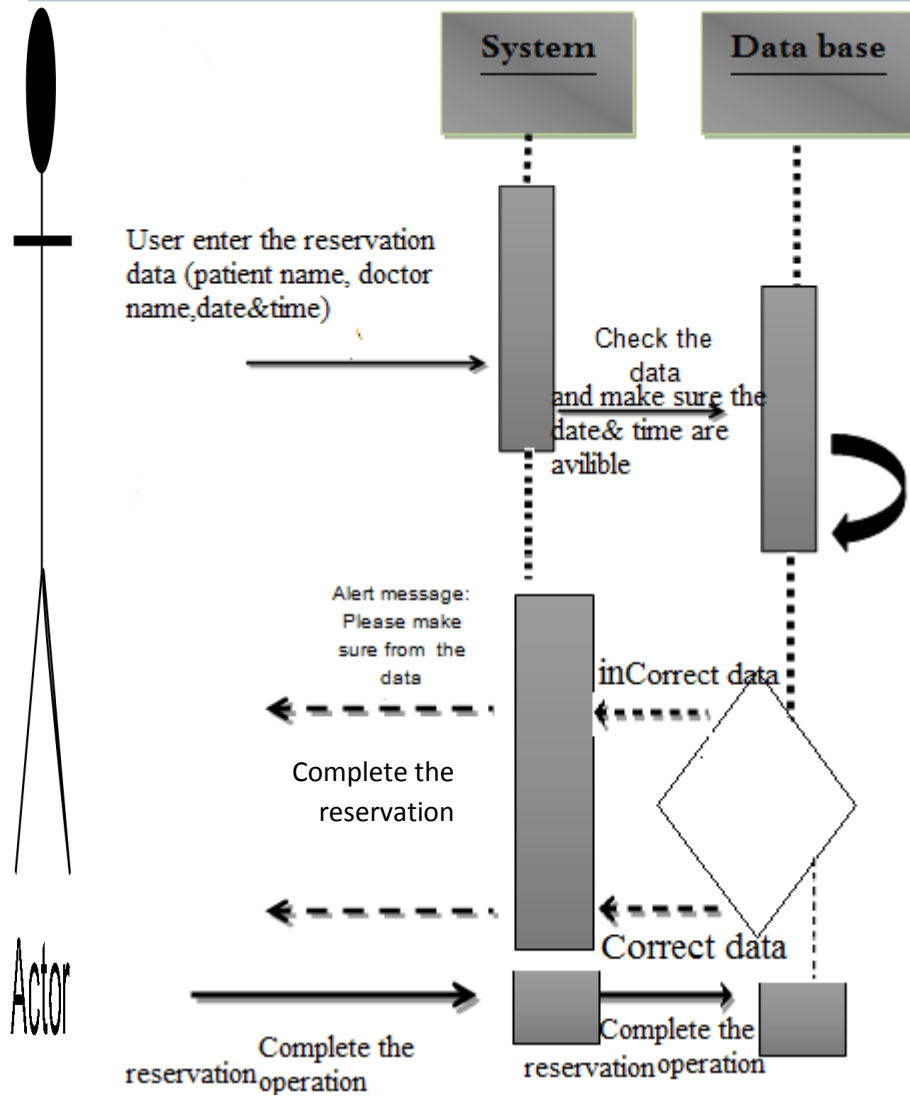 System
Data base
User enter the reservation
data (patient name, doctor
name,date&time)
Check the
data
and make sure the
date& time are
avilible
Alert message:
Please make
sure from the
data
inCorrect data
Complete the
reservation
Correct data
Actor
Complete the
reservation operation
Complete the
reservation operation